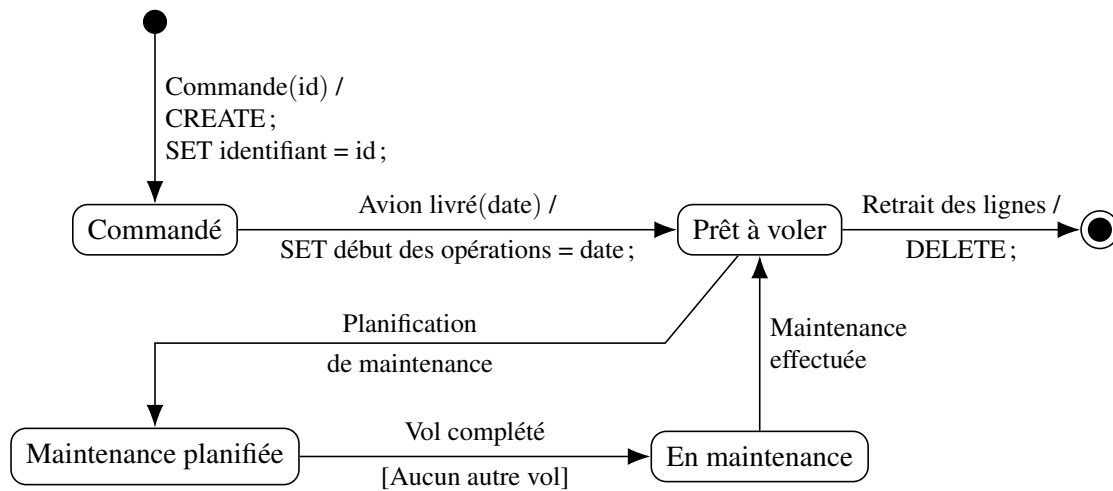 Commande(id) /
CREATE ;
SET identifiant = id ;
Commandé
Avion livré(date) /
SET début des opérations = date ;
Prêt à voler
Retrait des lignes /
DELETE ;
Planification
de maintenance
Maintenance
effectuée
Maintenance planifiée
Vol complété
[Aucun autre vol]
En maintenance